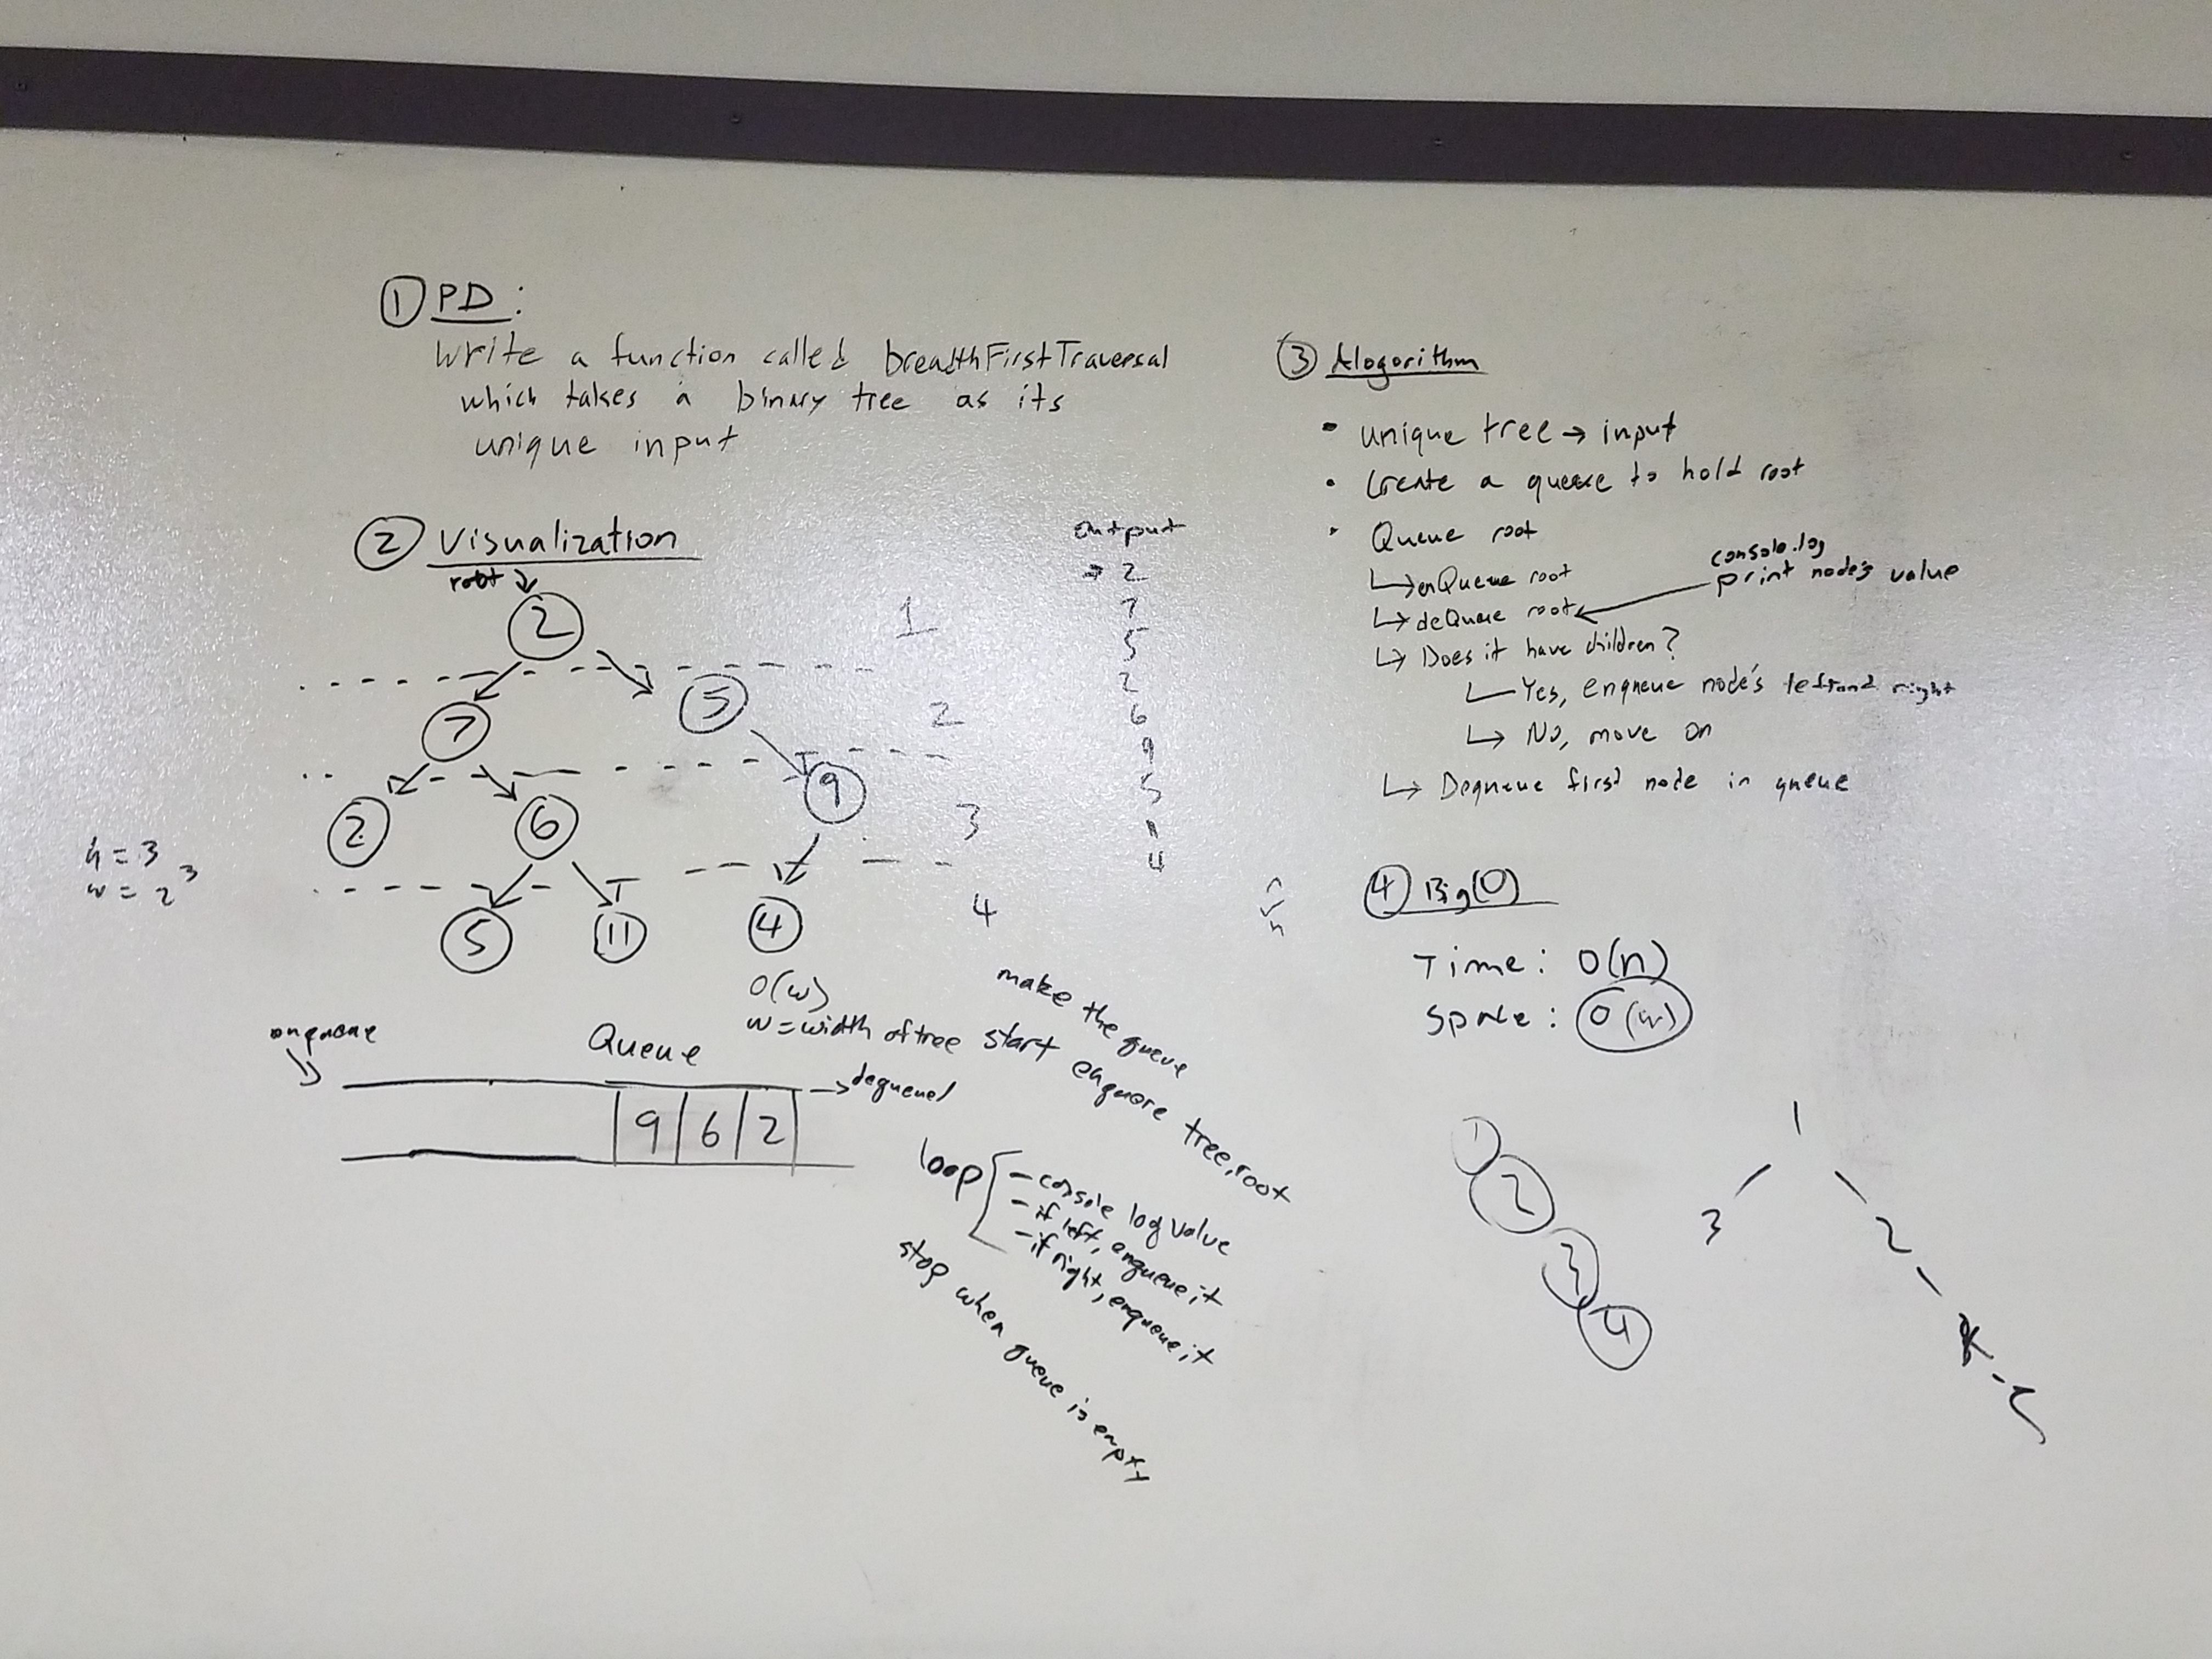 ① PD:
Write a function called breadthFirstTraversal
which takes a binary tree as its
unique input
② Visualization
root
2
7
5
2
6
9
5
11
4
1
2
3
4
output
→ 2
7
5
2
6
9
5
11
4
h = 3
w = 2³
O(w)
w = width of tree
enqueue
Queue
→ dequeue
9 6 2
make the queue
start enqueue tree.root
loop
- console log value
- if left, enqueue it
- if right, enqueue it
stop when queue is empty
③ Alogorithm
• unique tree → input
• Create a queue to hold root
• Queue root
↳ enQueue root
↳ deQueue root
console.log
print node's value
↳ Does it have children?
Yes, enqueue node's left and right
↳ No, move on
↳ Dequeue first node in queue
④ Big(O)
Time: O(n)
Space: O(w)
1
2
3
4
1
3
2